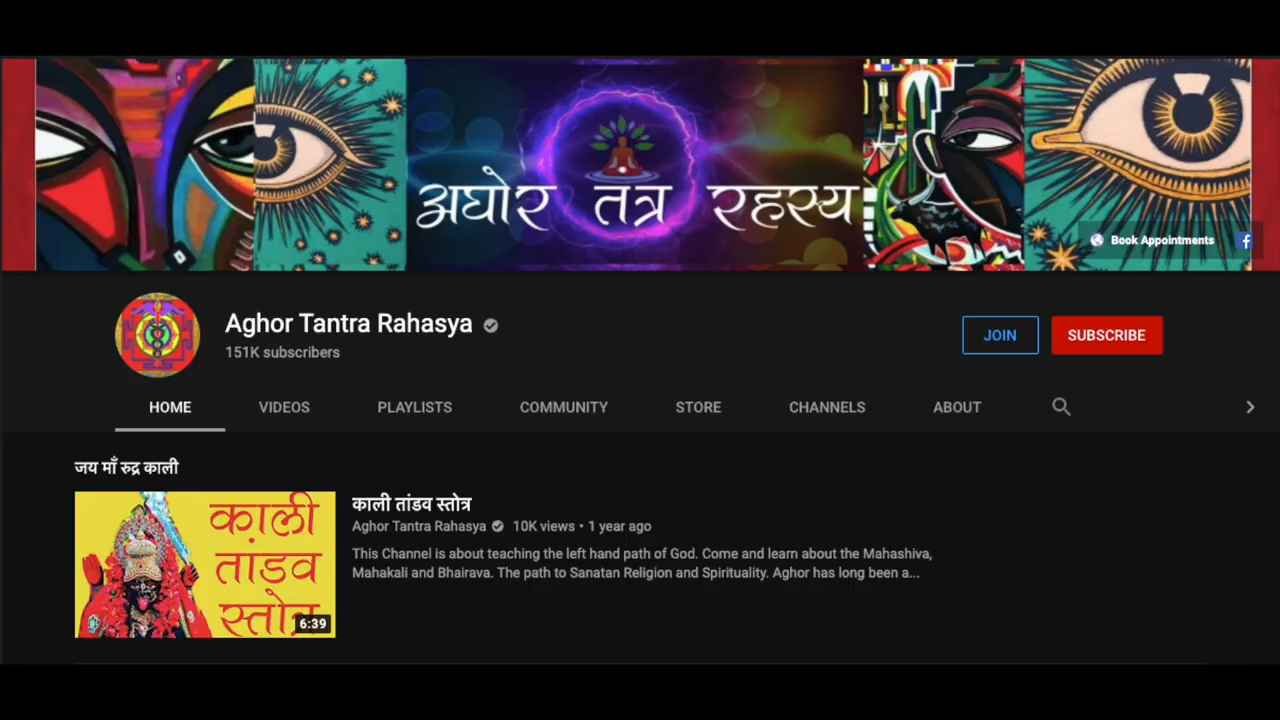 अघोर तत्र रहस्य
Book Appointments
Aghor Tantra Rahasya
151K subscribers
JOIN
SUBSCRIBE
HOME VIDEOS PLAYLISTS COMMUNITY STORE CHANNELS ABOUT
जय माँ रुद्र काली
काली
तांडव
स्तोत्र
6:39
काली तांडव स्तोत्र
Aghor Tantra Rahasya 10K views • 1 year ago
This Channel is about teaching the left hand path of God. Come and learn about the Mahashiva,
Mahakali and Bhairava. The path to Sanatan Religion and Spirituality. Aghor has long been a...